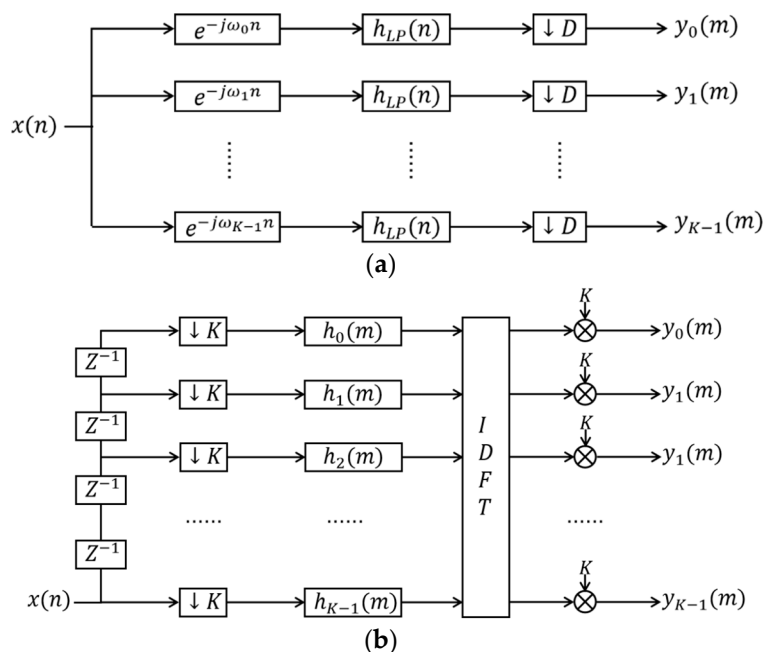 e^{-jω_0 n} h_{LP}(n) ↓ D y_0(m)
e^{-jω_1 n} h_{LP}(n) ↓ D y_1(m)
x(n)
e^{-jω_{K-1} n} h_{LP}(n) ↓ D y_{K-1}(m)
(a)
K
↓ K h_0(m) y_0(m)
Z^{-1}
K
↓ K h_1(m) y_1(m)
Z^{-1}
K
↓ K h_2(m) y_1(m)
Z^{-1}
I
D
F
T
...... ...... ......
Z^{-1}
K
x(n) ↓ K h_{K-1}(m) y_{K-1}(m)
(b)